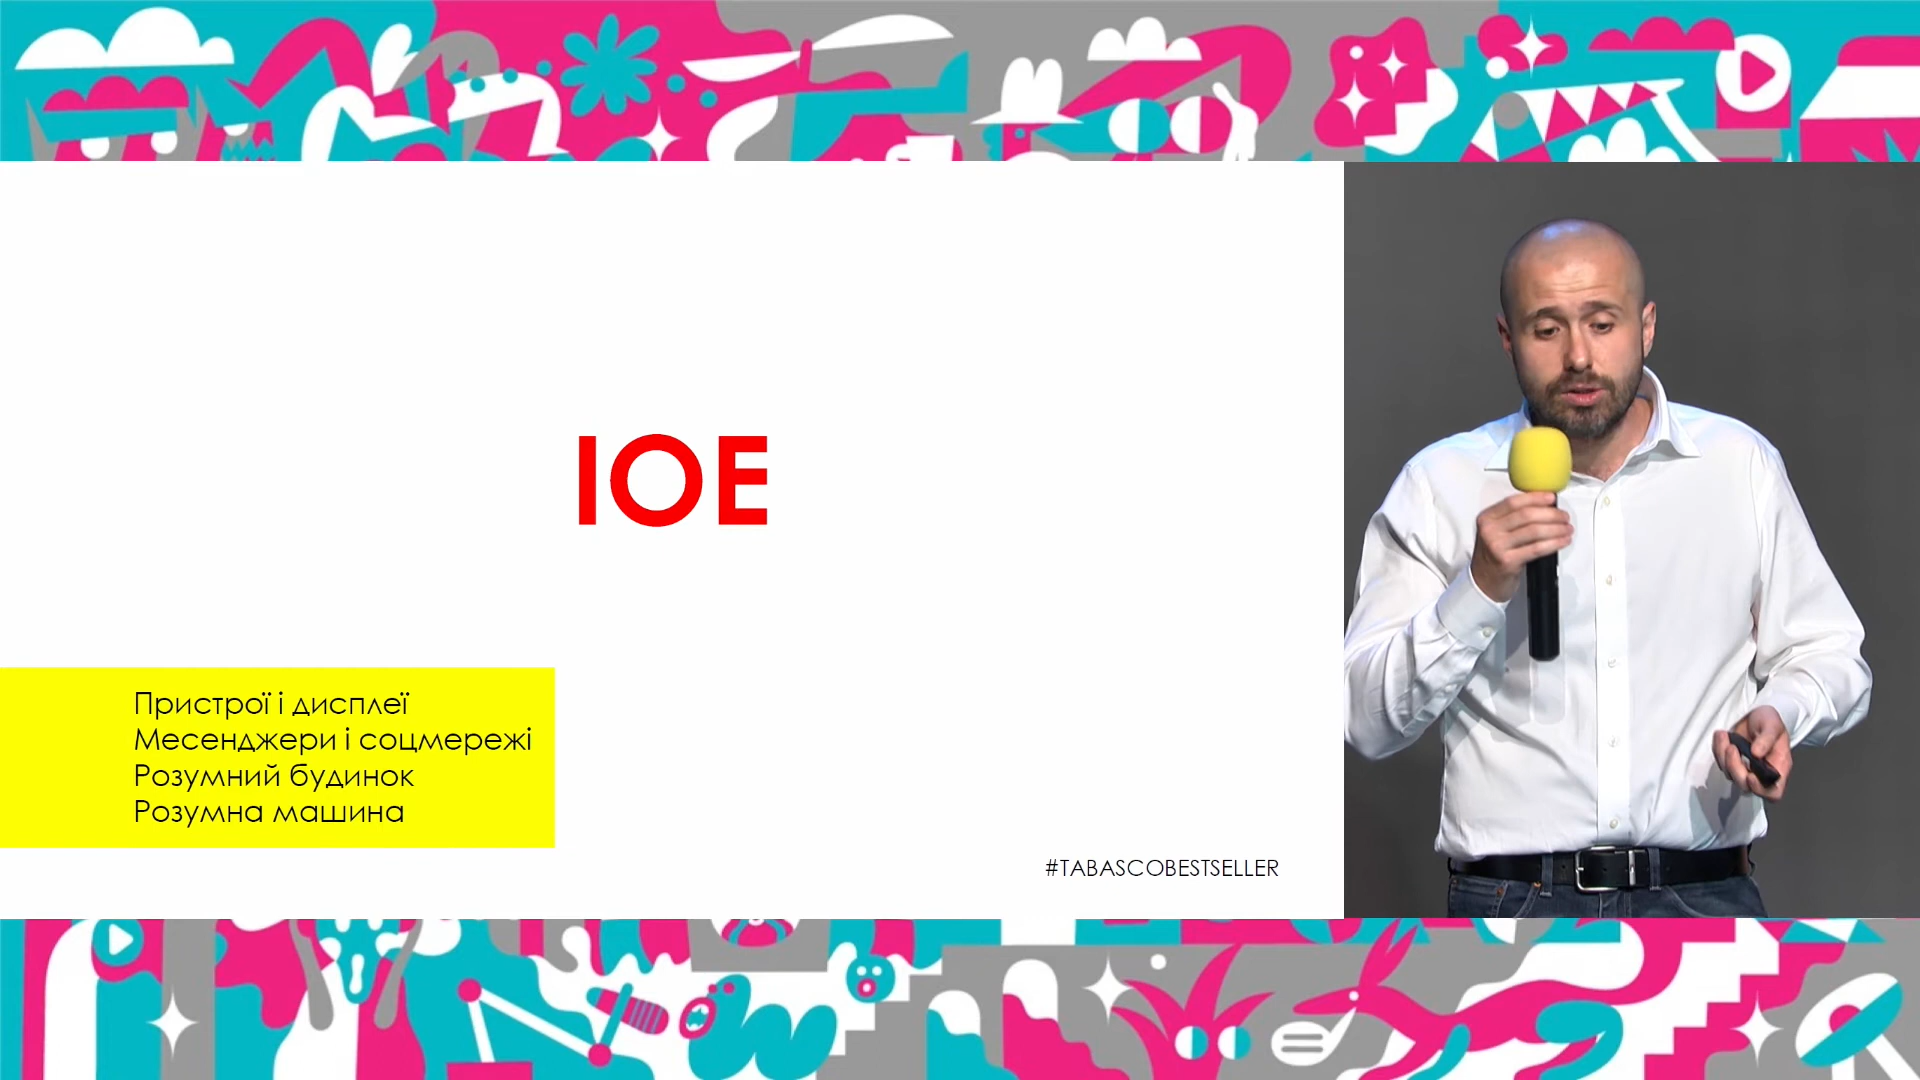 IOE
Пристрої і дисплеї
Месенджери і соцмережі
Розумний будинок
Розумна машина
#TABASCOBESTSELLER